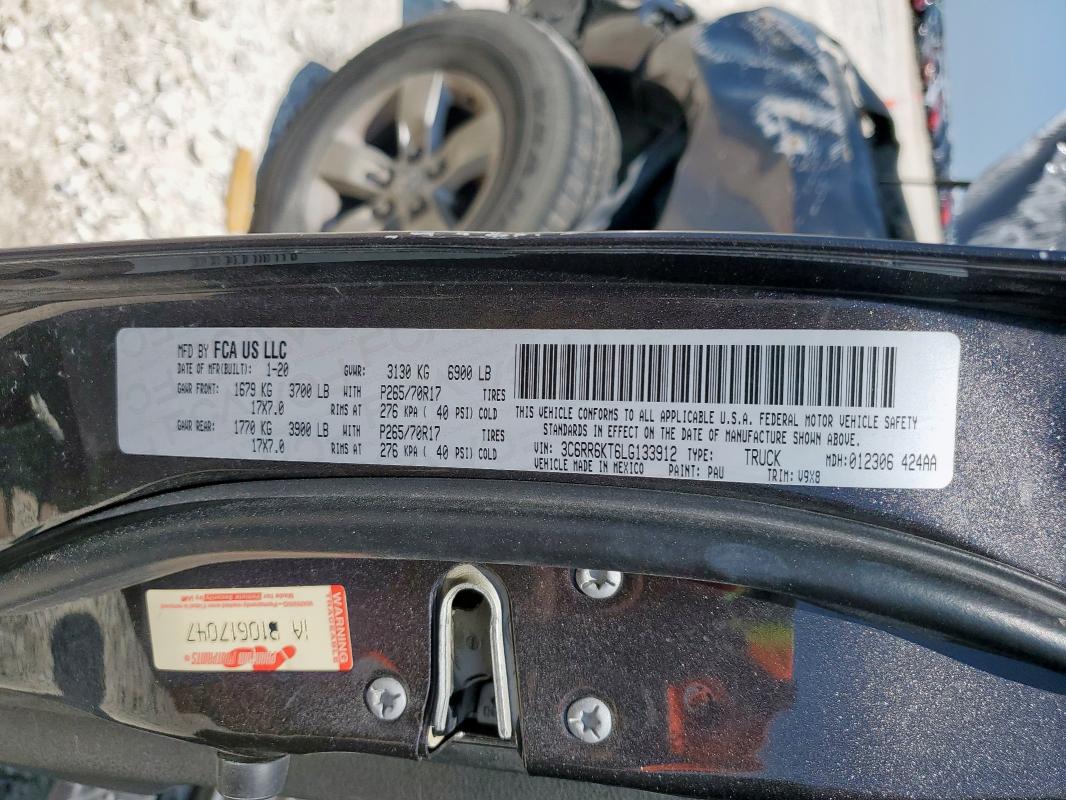 MFD BY FCA US LLC
DATE OF MFR(BUILT): 1-20 GVWR: 3130 KG 6900 LB
GAWR FRONT: 1679 KG 3700 LB WITH P265/70R17 TIRES
17X7.0 RIMS AT 276 KPA ( 40 PSI) COLD
GAWR REAR: 1770 KG 3900 LB WITH P265/70R17 TIRES
17X7.0 RIMS AT 276 KPA ( 40 PSI) COLD
THIS VEHICLE CONFORMS TO ALL APPLICABLE U.S.A. FEDERAL MOTOR VEHICLE SAFETY
STANDARDS IN EFFECT ON THE DATE OF MANUFACTURE SHOWN ABOVE.
VIN: 3C6RR6KT6LG133912 TYPE: TRUCK MDH:012306 424AA
VEHICLE MADE IN MEXICO PAINT: PAU TRIM: V9X8
WARNING